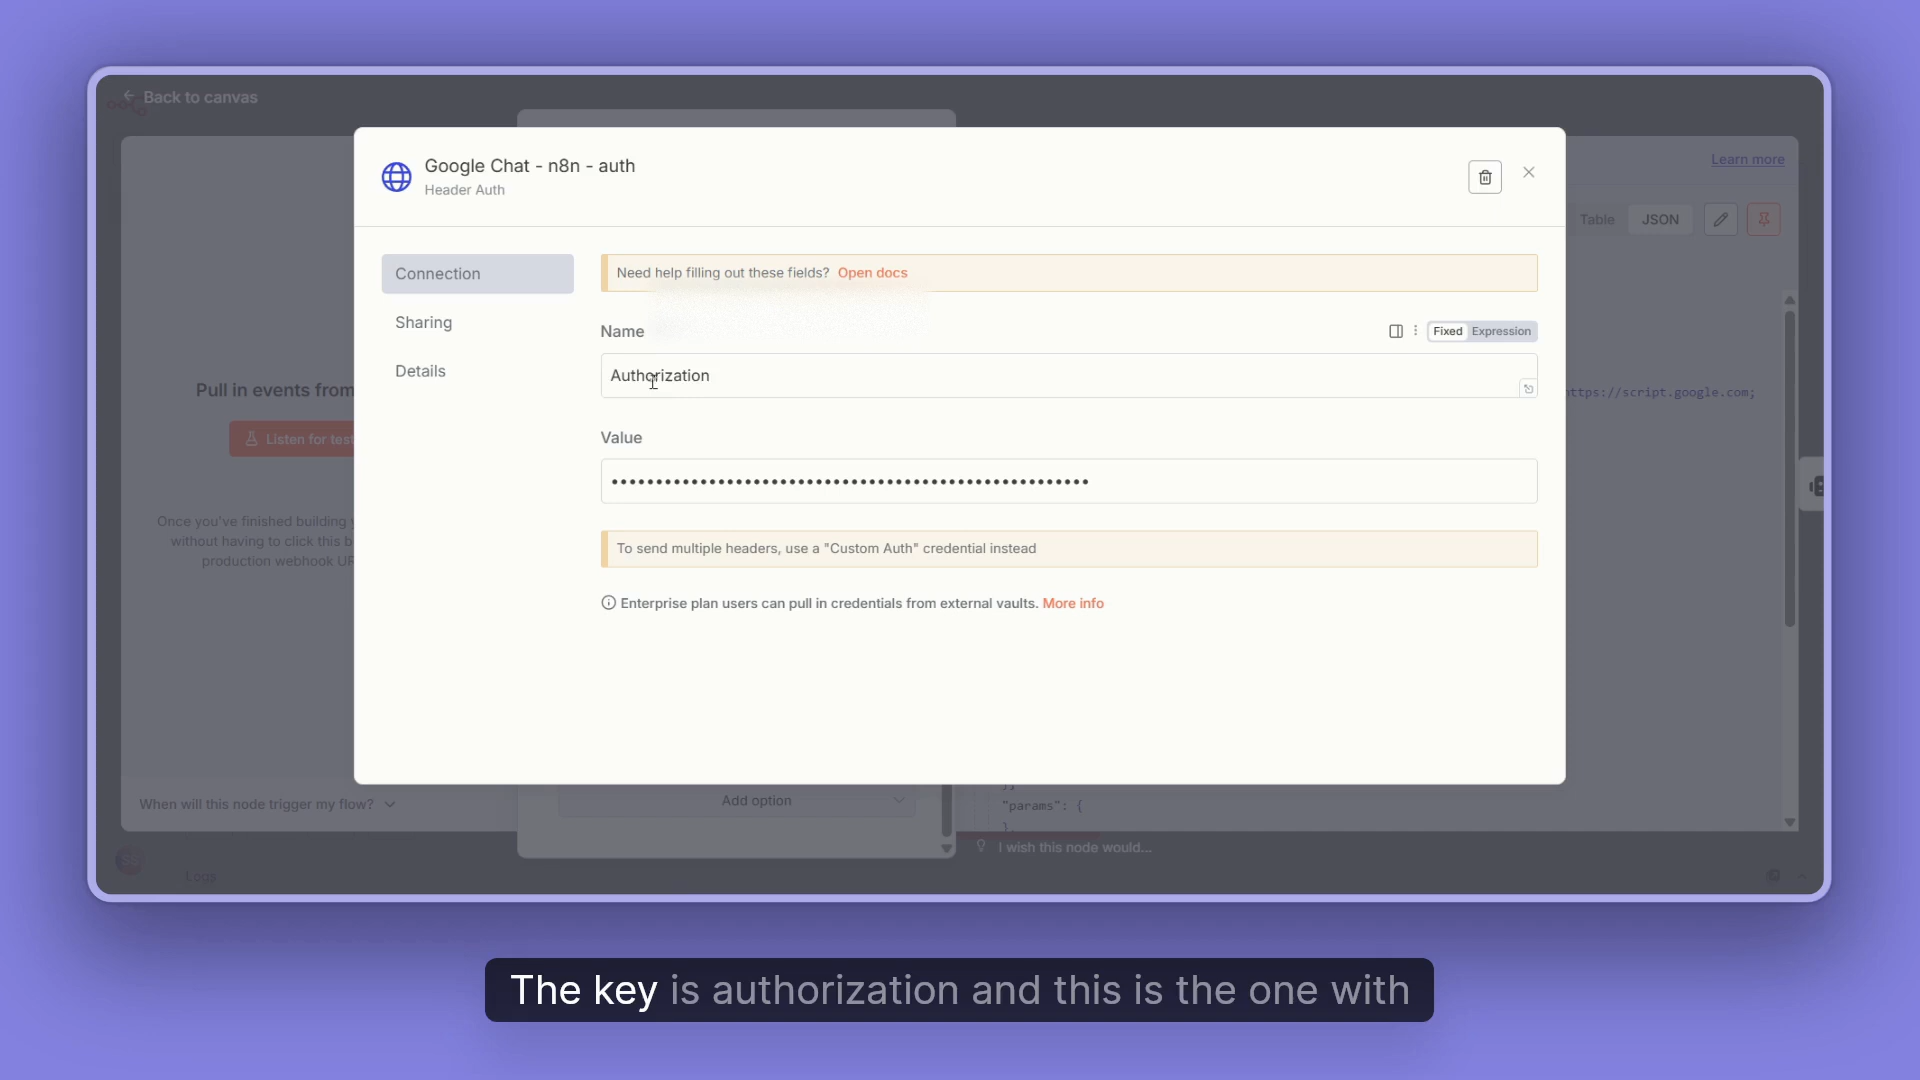 Back to canvas
Google Chat - n8n - auth
Header Auth
Learn more
Table
JSON
Connection
Sharing
Details
Need help filling out these fields? Open docs
Name
Fixed
Expression
Authorization
Pull in events from
https://script.google.com;
Listen for test
Value
••••••••••••••••••••••••••••••••••••••••••••••••••••••
Once you've finished building
without having to click this b
production webhook UR
To send multiple headers, use a "Custom Auth" credential instead
Enterprise plan users can pull in credentials from external vaults. More info
When will this node trigger my flow?
Add option
"params": {
},
I wish this node would...
SS
Logs
The key is authorization and this is the one with